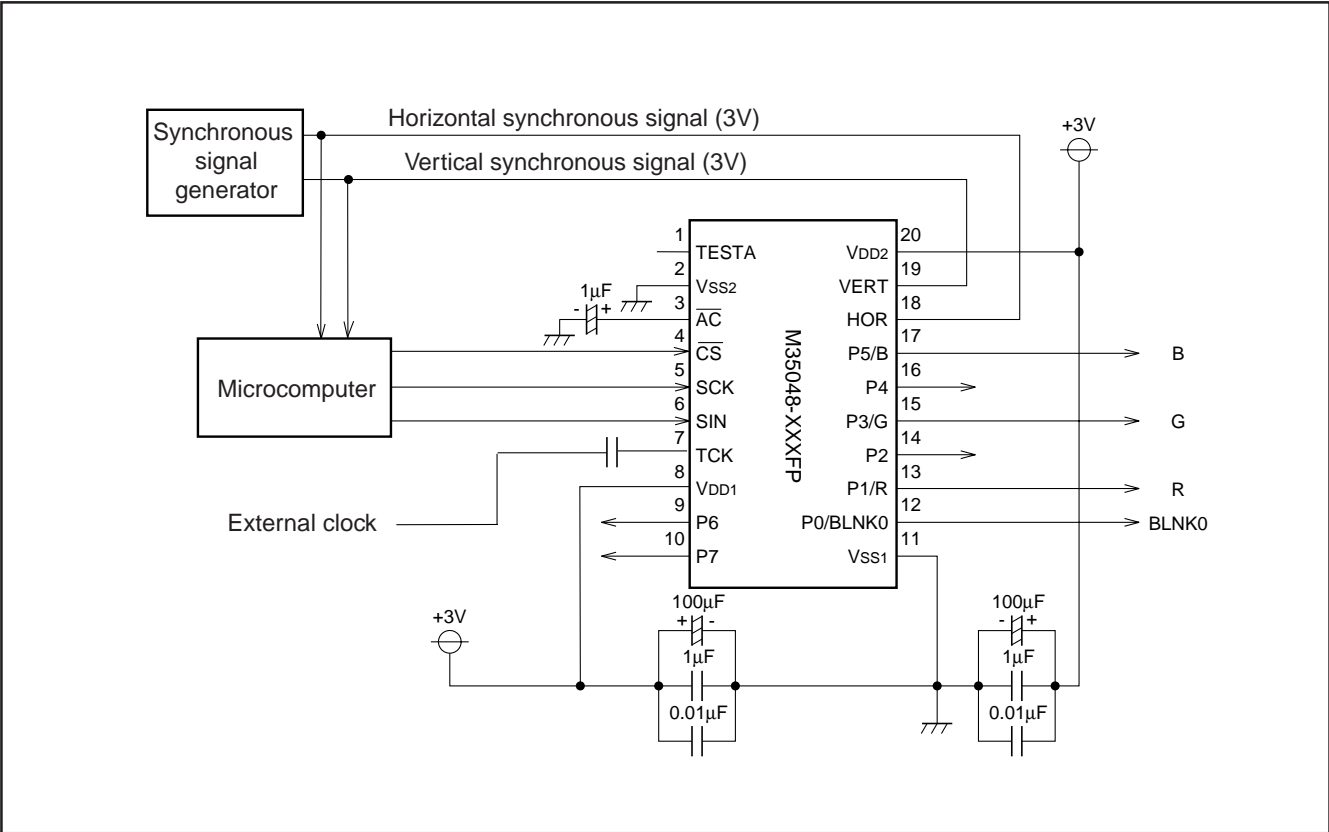 Synchronous
signal
generator
Horizontal synchronous signal (3V)
Vertical synchronous signal (3V)
+3V
Microcomputer
External clock
1μF
- +
1
TESTA
2
VSS2
3
AC
4
CS
5
SCK
6
SIN
7
TCK
8
VDD1
9
P6
10
P7
M35048-XXXFP
20
VDD2
19
VERT
18
HOR
17
P5/B
B
16
P4
15
P3/G
G
14
P2
13
P1/R
R
12
P0/BLNK0
BLNK0
11
VSS1
+3V
100μF
+ -
1μF
0.01μF
100μF
- +
1μF
0.01μF